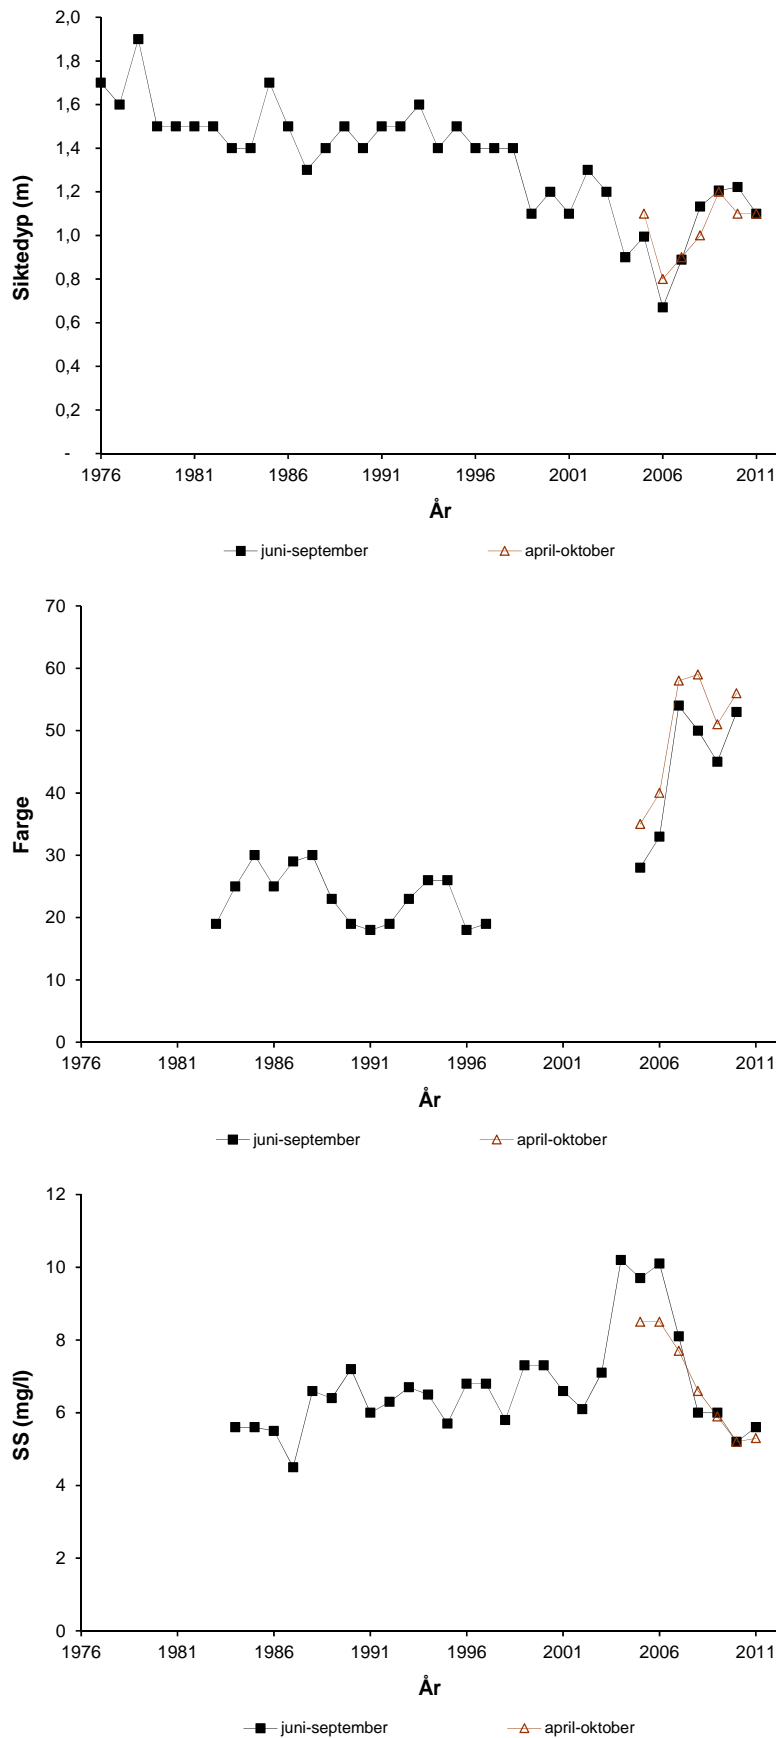 2,0
1,8
1,6
1,4
1,2
1,0
0,8
0,6
0,4
0,2
-
Siktedyp (m)
1976 1981 1986 1991 1996 2001 2006 2011
År
juni-september april-oktober
70
60
50
40
30
20
10
0
Farge
1976 1981 1986 1991 1996 2001 2006 2011
År
juni-september april-oktober
12
10
8
6
4
2
0
SS (mg/l)
1976 1981 1986 1991 1996 2001 2006 2011
År
juni-september april-oktober